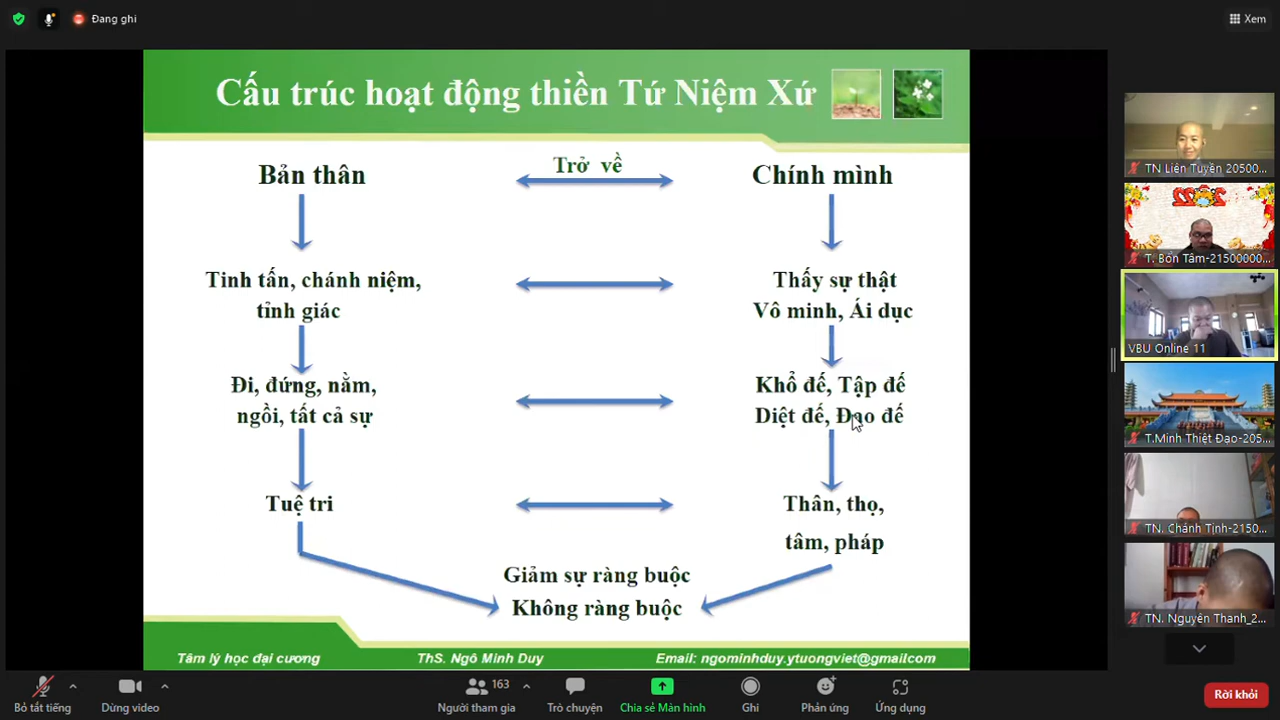 Đang ghi
Xem
Cấu trúc hoạt động thiền Tứ Niệm Xứ
Bản thân
Trở về
Chính mình
Tinh tấn, chánh niệm,
tỉnh giác
Thấy sự thật
Vô minh, Ái dục
Đi, đứng, nằm,
ngồi, tất cả sự
Khổ đế, Tập đế
Diệt đế, Đạo đế
Tuệ tri
Thân, thọ,
tâm, pháp
Giảm sự ràng buộc
Không ràng buộc
Tâm lý học đại cương
ThS. Ngô Minh Duy
Email: ngominhduy.ytuongviet@gmail.com
TN Liên Tuyền 20500...
2022
T. Bổn Tâm-21500000...
VBU Online 11
T.Minh Thiệt Đạo-205...
TN. Chánh Tịnh-2150...
TN. Nguyên Thanh_2...
Bỏ tắt tiếng
Dừng video
163
Người tham gia
Trò chuyện
Chia sẻ Màn hình
Ghi
Phản ứng
Ứng dụng
Rời khỏi